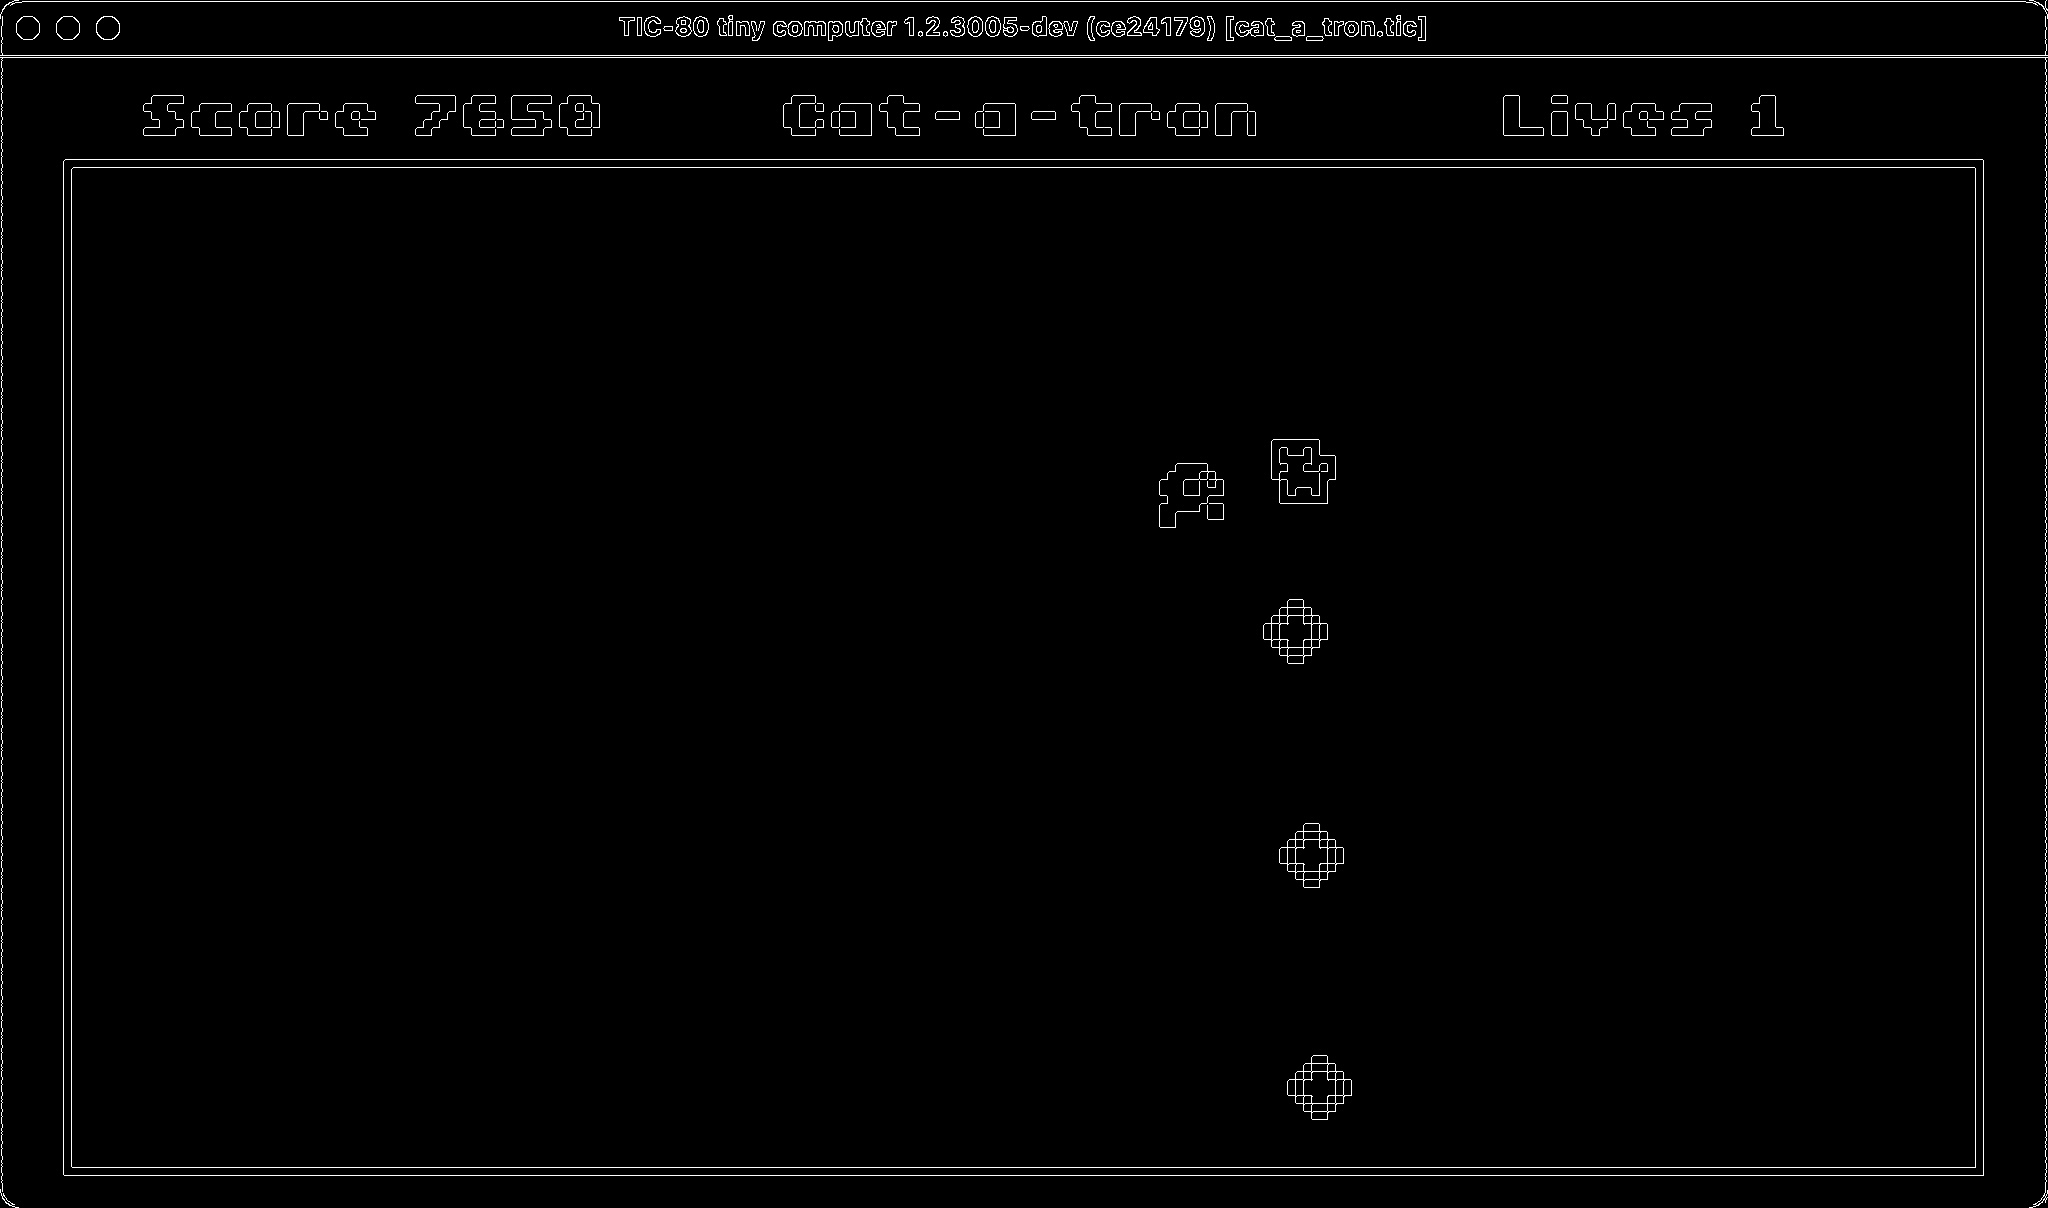 TIC-80 tiny computer 1.2.3005-dev (ce24179) [cat_a_tron.tic]
Score 7650 Cat-a-tron Lives 1